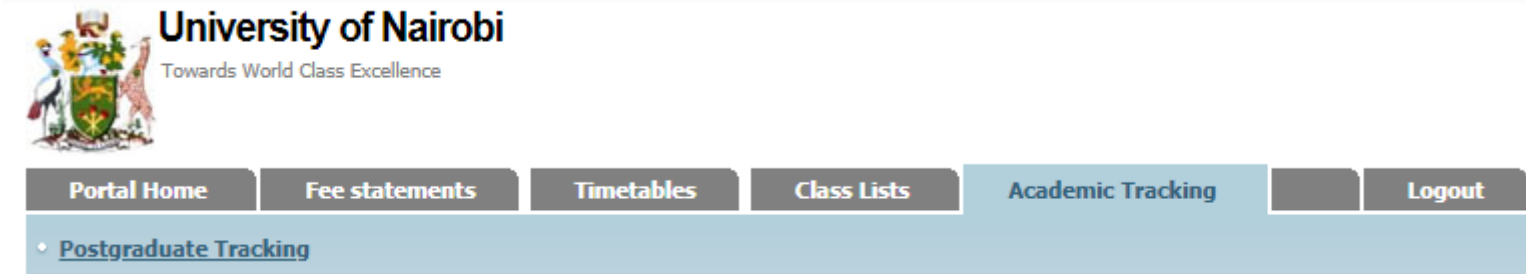 University of Nairobi
Towards World Class Excellence
Portal Home Fee statements Timetables Class Lists Academic Tracking Logout
Postgraduate Tracking